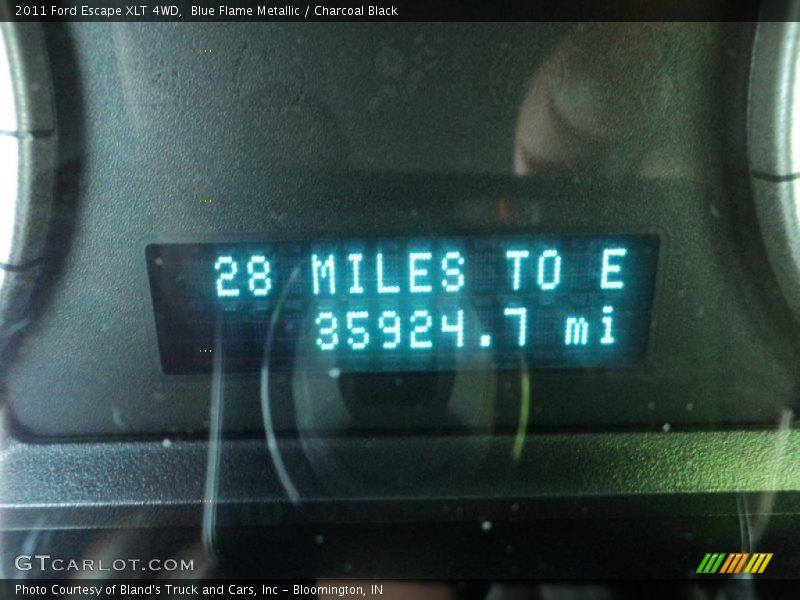 2011 Ford Escape XLT 4WD, Blue Flame Metallic / Charcoal Black
28 MILES TO E
35924.7 mi
GTCARLOT.COM
Photo Courtesy of Bland's Truck and Cars, Inc - Bloomington, IN